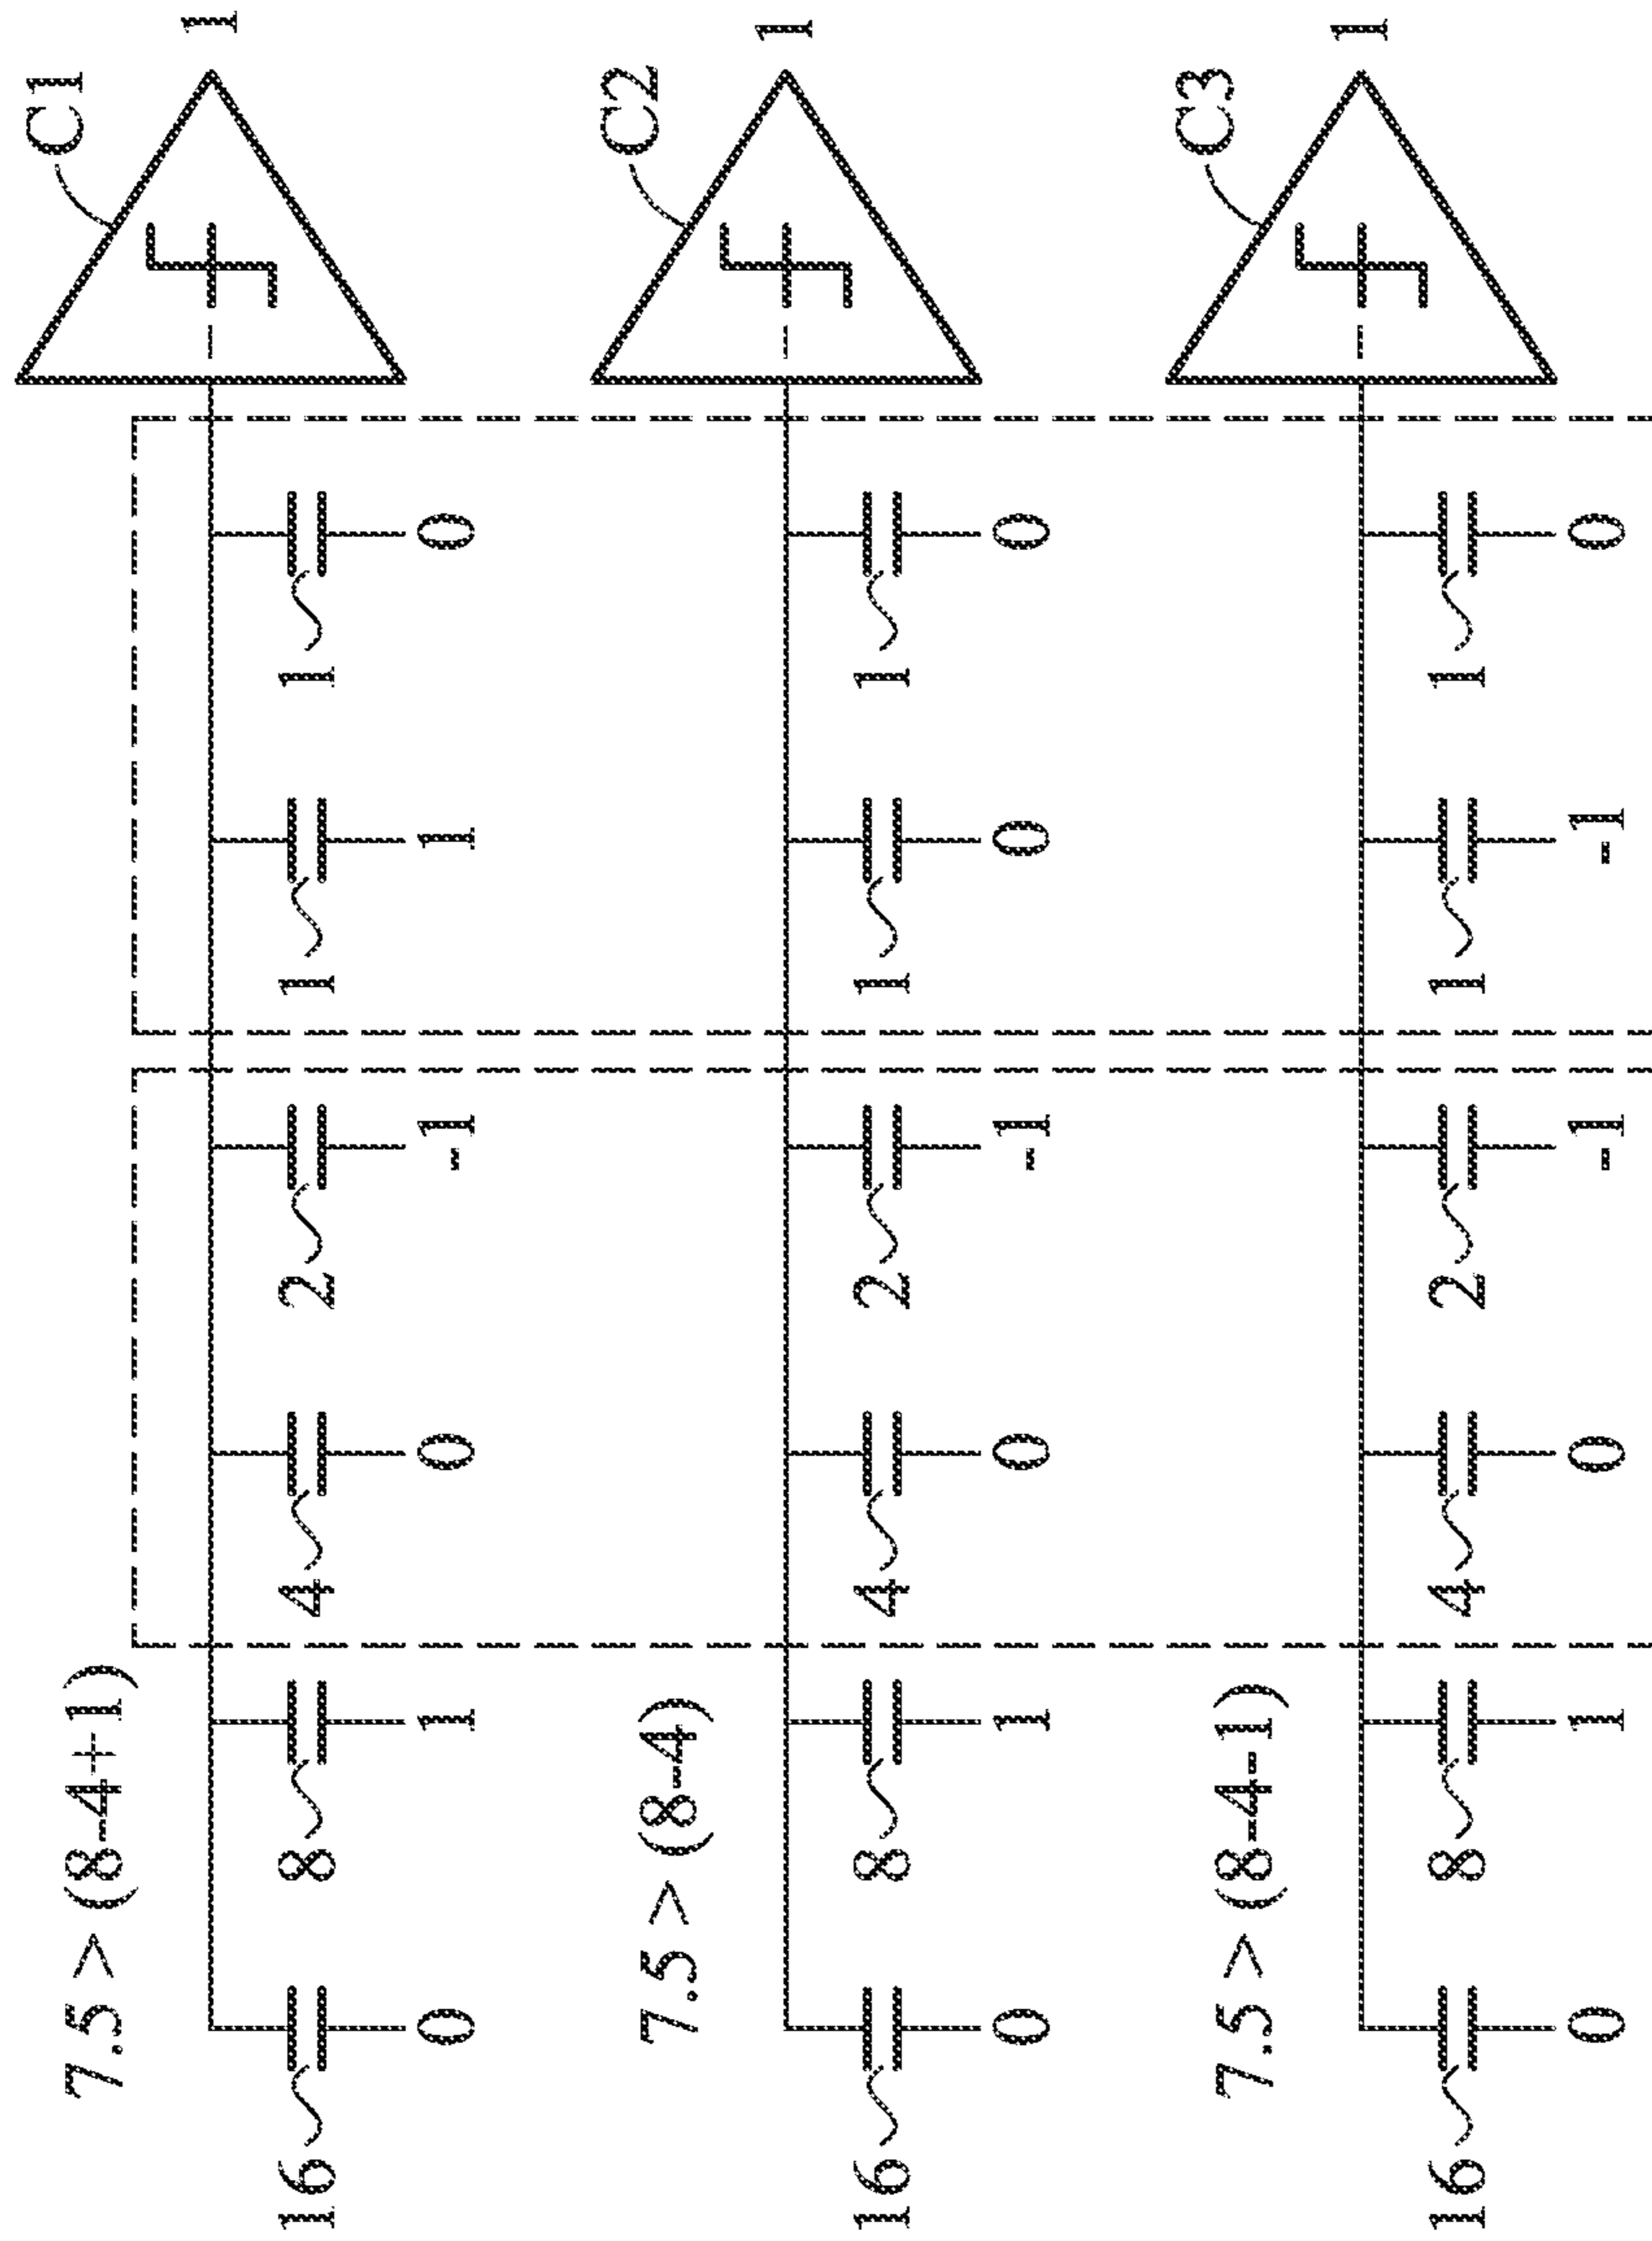 7.5 > (8-4+1)
C1
16 8 4 2 1 1 1
0 1 0 -1 1 0
7.5 > (8-4)
C2
16 8 4 2 1 1 1
0 1 0 -1 0 0
7.5 > (8-4-1)
C3
16 8 4 2 1 1 1
0 1 0 -1 -1 0